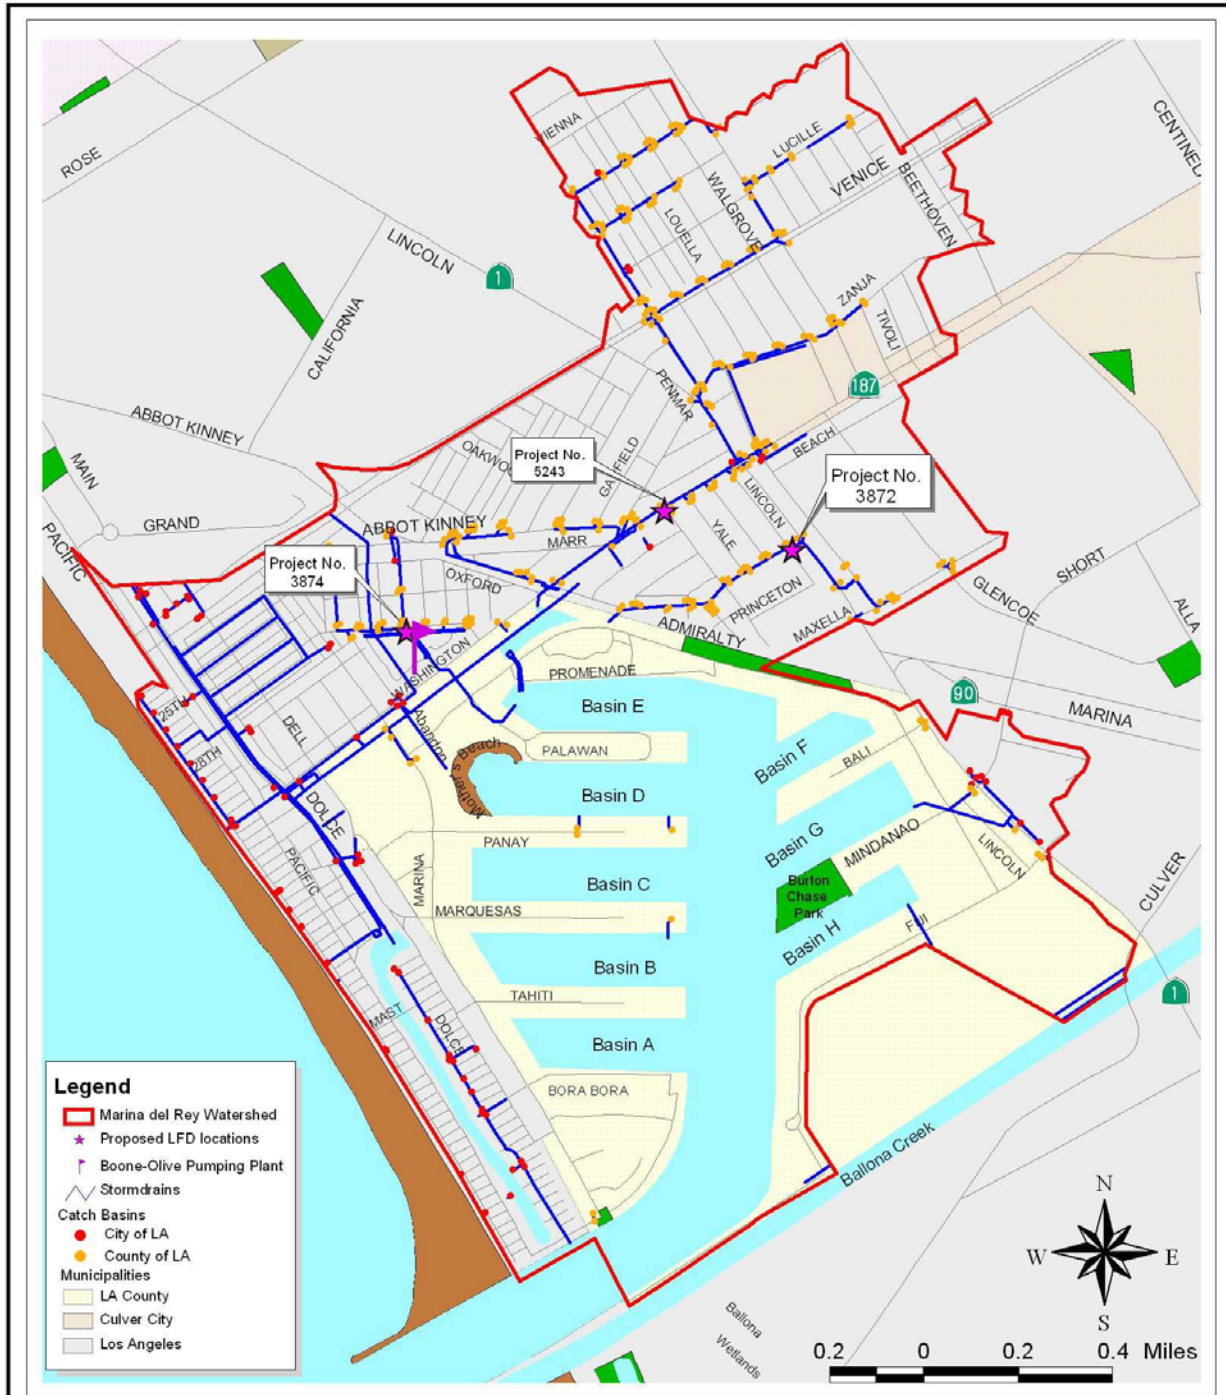 VIENNA
LUCILLE
CENTINEL
ROSE
VENICE
BEETHOVEN
WALGROVE
LOUELLA
LINCOLN
1
ZANJA
CALIFORNIA
TIVOLI
187
PENMAR
ABBOT KINNEY
BEACH
OAKWOO
GARFIELD
Project No.
5243
Project No.
3872
MAIN
LINCOLN
GRAND
PACIFIC
ABBOT KINNEY
MARR
YALE
Project No.
3874
OXFORD
SHORT
GLENCOE
PRINCETON
MAXELLA
ALLA
ADMIRALTY
WASHINGTON
PROMENADE
90
MARINA
25TH
DELL
Abandon
Basin E
PALAWAN
Mother's Beach
Basin F
BALI
28TH
Basin D
DOLCE
PANAY
Basin G
MINDANAO
LINCOLN
PACIFIC
MARINA
CULVER
Basin C
Burton
Chase
Park
MARQUESAS
FIJI
Basin H
Basin B
TAHITI
1
MAST
DOLCE
Basin A
BORA BORA
Ballona Creek
Legend
Marina del Rey Watershed
Proposed LFD locations
Boone-Olive Pumping Plant
Stormdrains
Catch Basins
City of LA
County of LA
Municipalities
LA County
Culver City
Los Angeles
N
W
E
S
Ballona
Wetlands
0.2 0 0.2 0.4 Miles